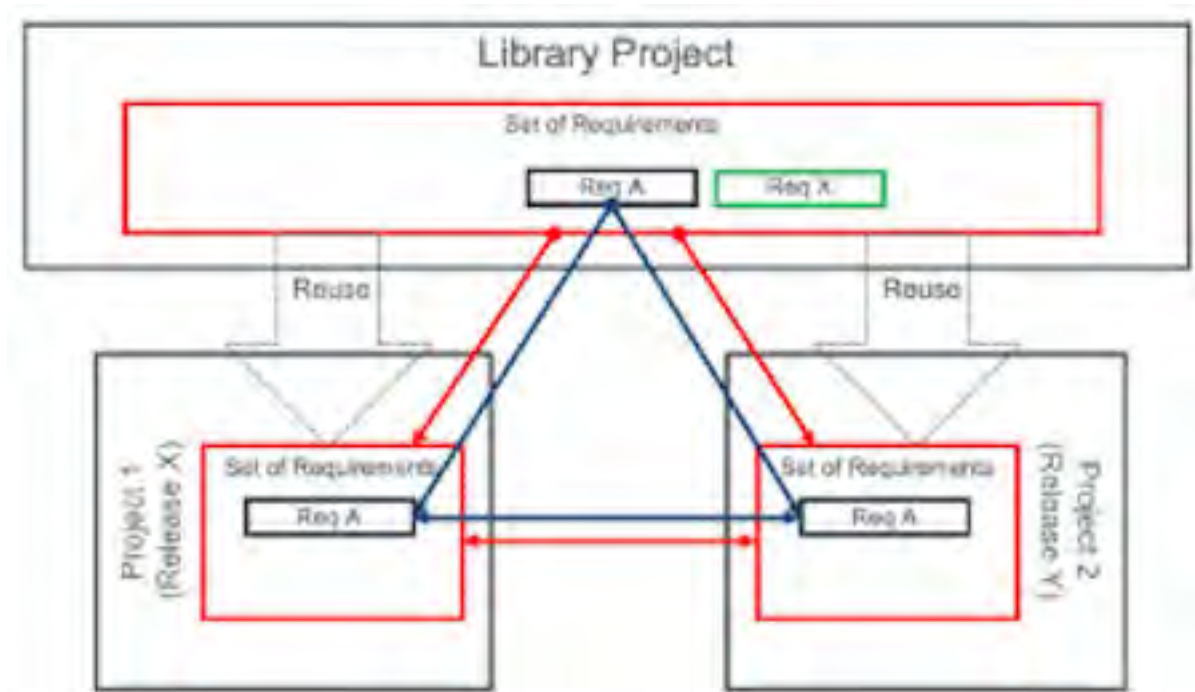 Library Project
Set of Requirements
Req A
Req X
Reuse
Reuse
Project 1
(Release X)
Set of Requirements
Req A
Set of Requirements
Req A
Project 2
(Release Y)